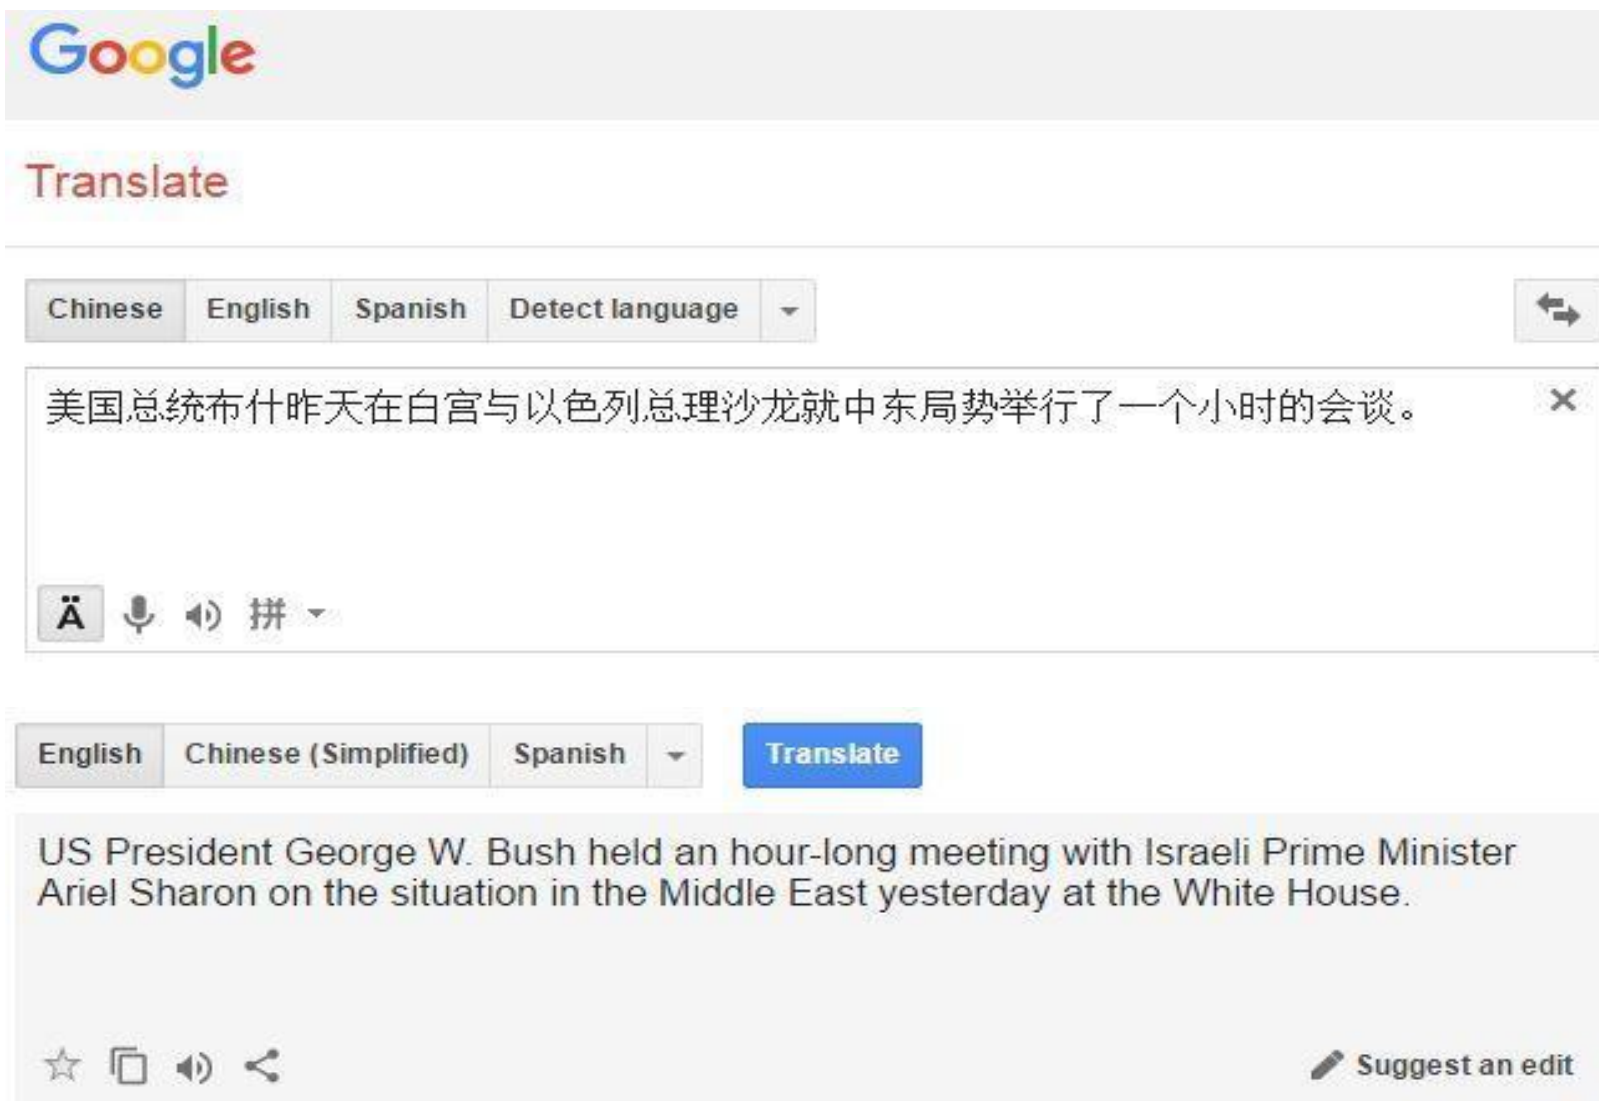 Google
Translate
Chinese English Spanish Detect language
美国总统布什昨天在白宫与以色列总理沙龙就中东局势举行了一个小时的会谈。
Ä 拼
English Chinese (Simplified) Spanish Translate
US President George W. Bush held an hour-long meeting with Israeli Prime Minister
Ariel Sharon on the situation in the Middle East yesterday at the White House.
Suggest an edit